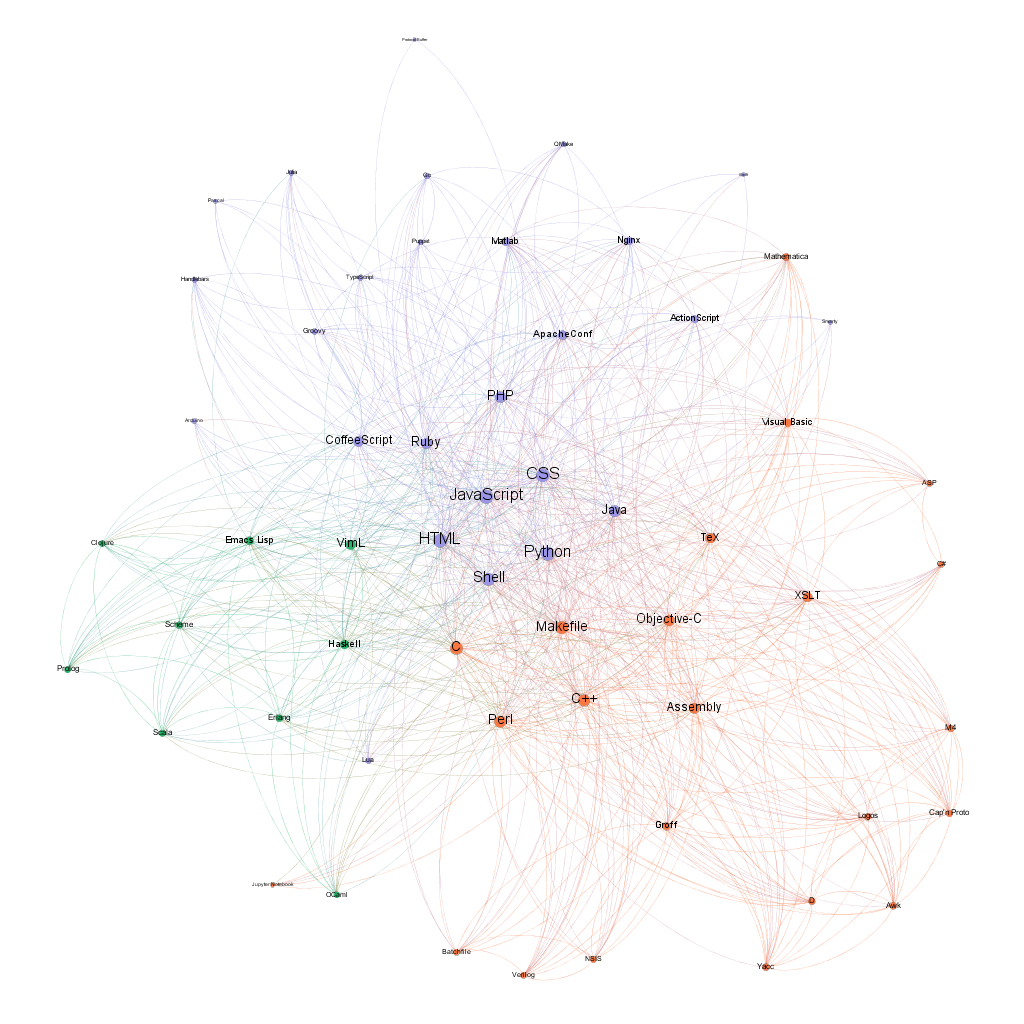 Protocol Buffer
QMake
Julia
Pascal
Puppet
Matlab
Nginx
Mathematica
Handlebars
TypeScript
ActionScript
Smarty
Groovy
ApacheConf
PHP
Arduino
CoffeeScript
Ruby
Visual Basic
CSS
ASP
JavaScript
Java
Clojure
Emacs Lisp
VimL
HTML
TeX
Python
C#
Shell
XSLT
Scheme
Makefile
Objective-C
Haskell
C
Prolog
C++
Assembly
Erlang
Perl
Scala
M4
Lua
Cap'n Proto
Logos
Groff
Jupyter Notebook
OCaml
D
Awk
Batchfile
NSIS
Yacc
Verilog